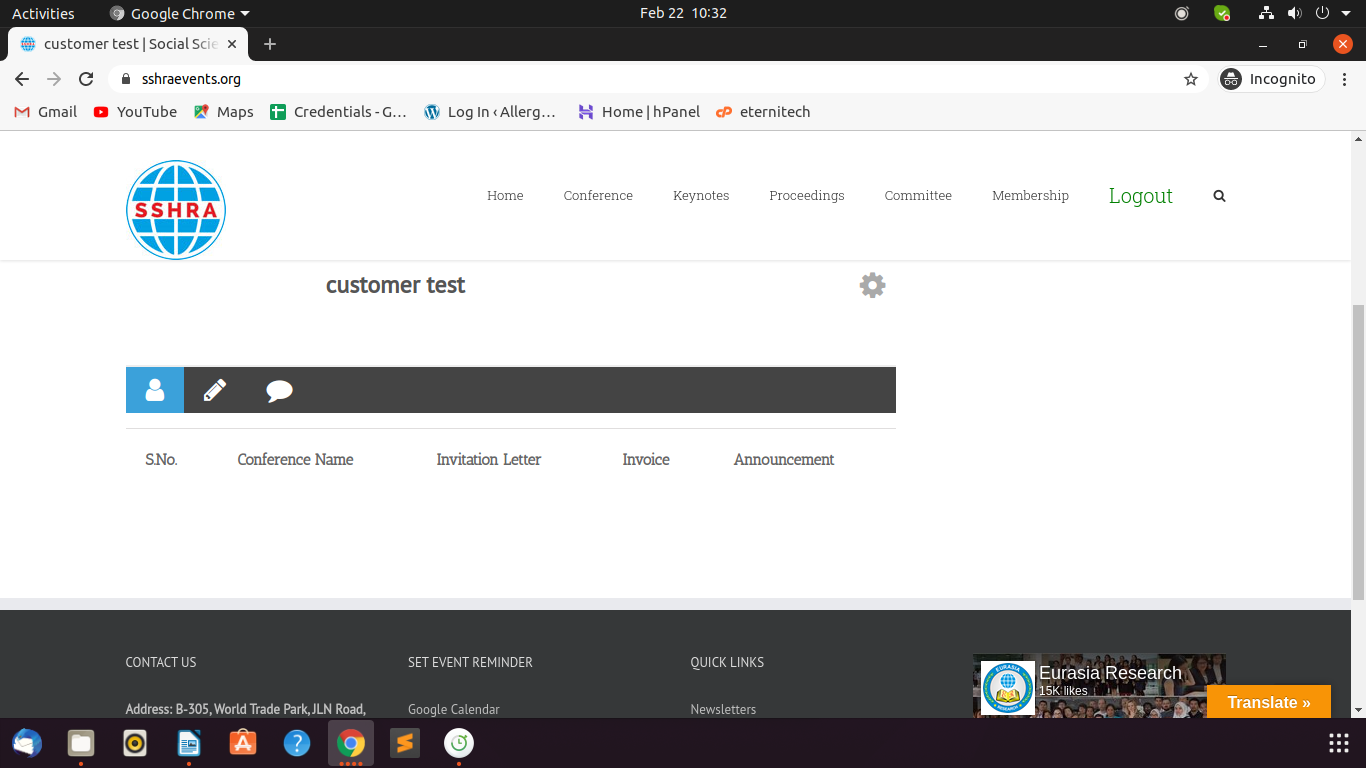 Activities
Google Chrome
Feb 22 10:32
customer test | Social Scie
sshraevents.org
Incognito
Gmail
YouTube
Maps
Credentials - G…
Log In ‹ Allerg…
Home | hPanel
eternitech
SSHRA
Home
Conference
Keynotes
Proceedings
Committee
Membership
Logout
customer test
S.No.
Conference Name
Invitation Letter
Invoice
Announcement
CONTACT US
SET EVENT REMINDER
QUICK LINKS
Address: B-305, World Trade Park, JLN Road,
Google Calendar
Newsletters
EURASIA
RESEARCH
Eurasia Research
15K likes
Translate »